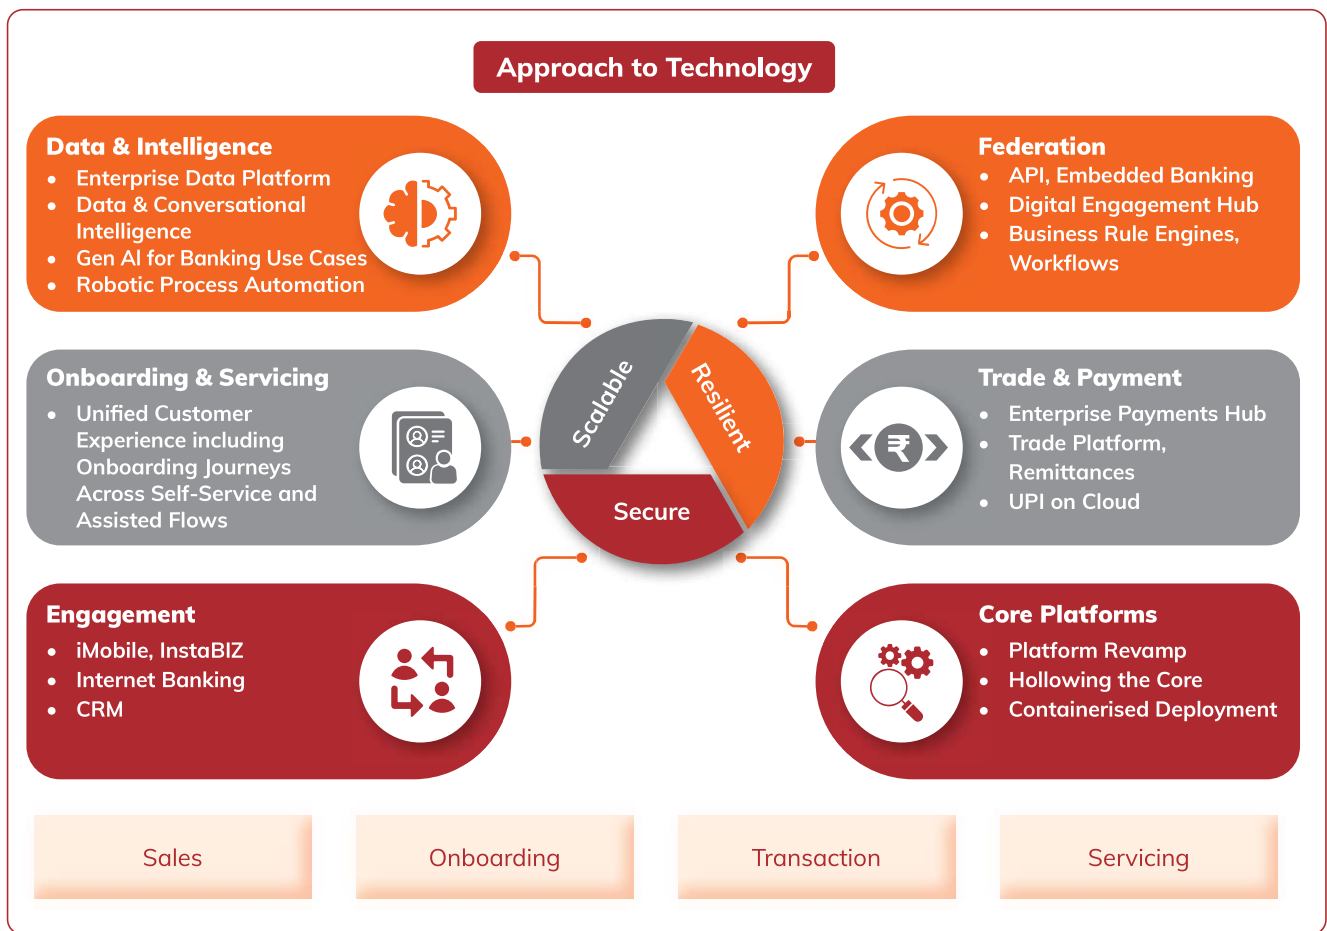 Approach to Technology
Data & Intelligence
• Enterprise Data Platform
• Data & Conversational
Intelligence
• Gen AI for Banking Use Cases
• Robotic Process Automation
Federation
• API, Embedded Banking
• Digital Engagement Hub
• Business Rule Engines,
Workflows
Scalable
Resilient
Secure
Onboarding & Servicing
• Unified Customer
Experience including
Onboarding Journeys
Across Self-Service and
Assisted Flows
Trade & Payment
• Enterprise Payments Hub
• Trade Platform,
Remittances
• UPI on Cloud
₹
Engagement
• iMobile, InstaBIZ
• Internet Banking
• CRM
Core Platforms
• Platform Revamp
• Hollowing the Core
• Containerised Deployment
Sales
Onboarding
Transaction
Servicing